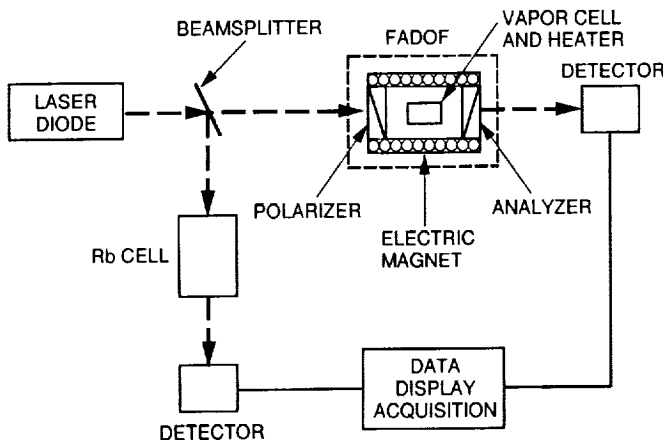 BEAMSPLITTER
FADOF
VAPOR CELL
AND HEATER
DETECTOR
LASER
DIODE
POLARIZER
ELECTRIC
MAGNET
ANALYZER
Rb CELL
DATA
DISPLAY
ACQUISITION
DETECTOR